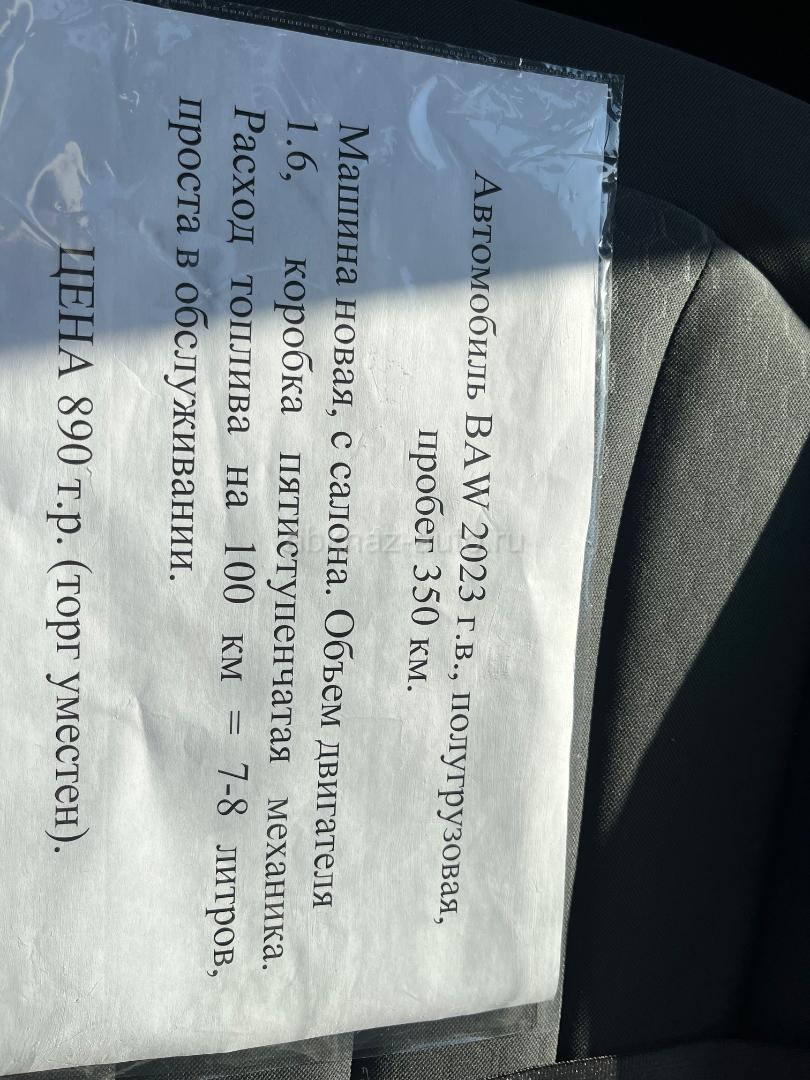 Автомобиль BAW 2023 г.в., полугрузовая,
пробег 350 км.
Машина новая, с салона. Объем двигателя
1.6, коробка пятиступенчатая механика.
Расход топлива на 100 км = 7-8 литров,
проста в обслуживании.
ЦЕНА 890 т.р. (торг уместен).